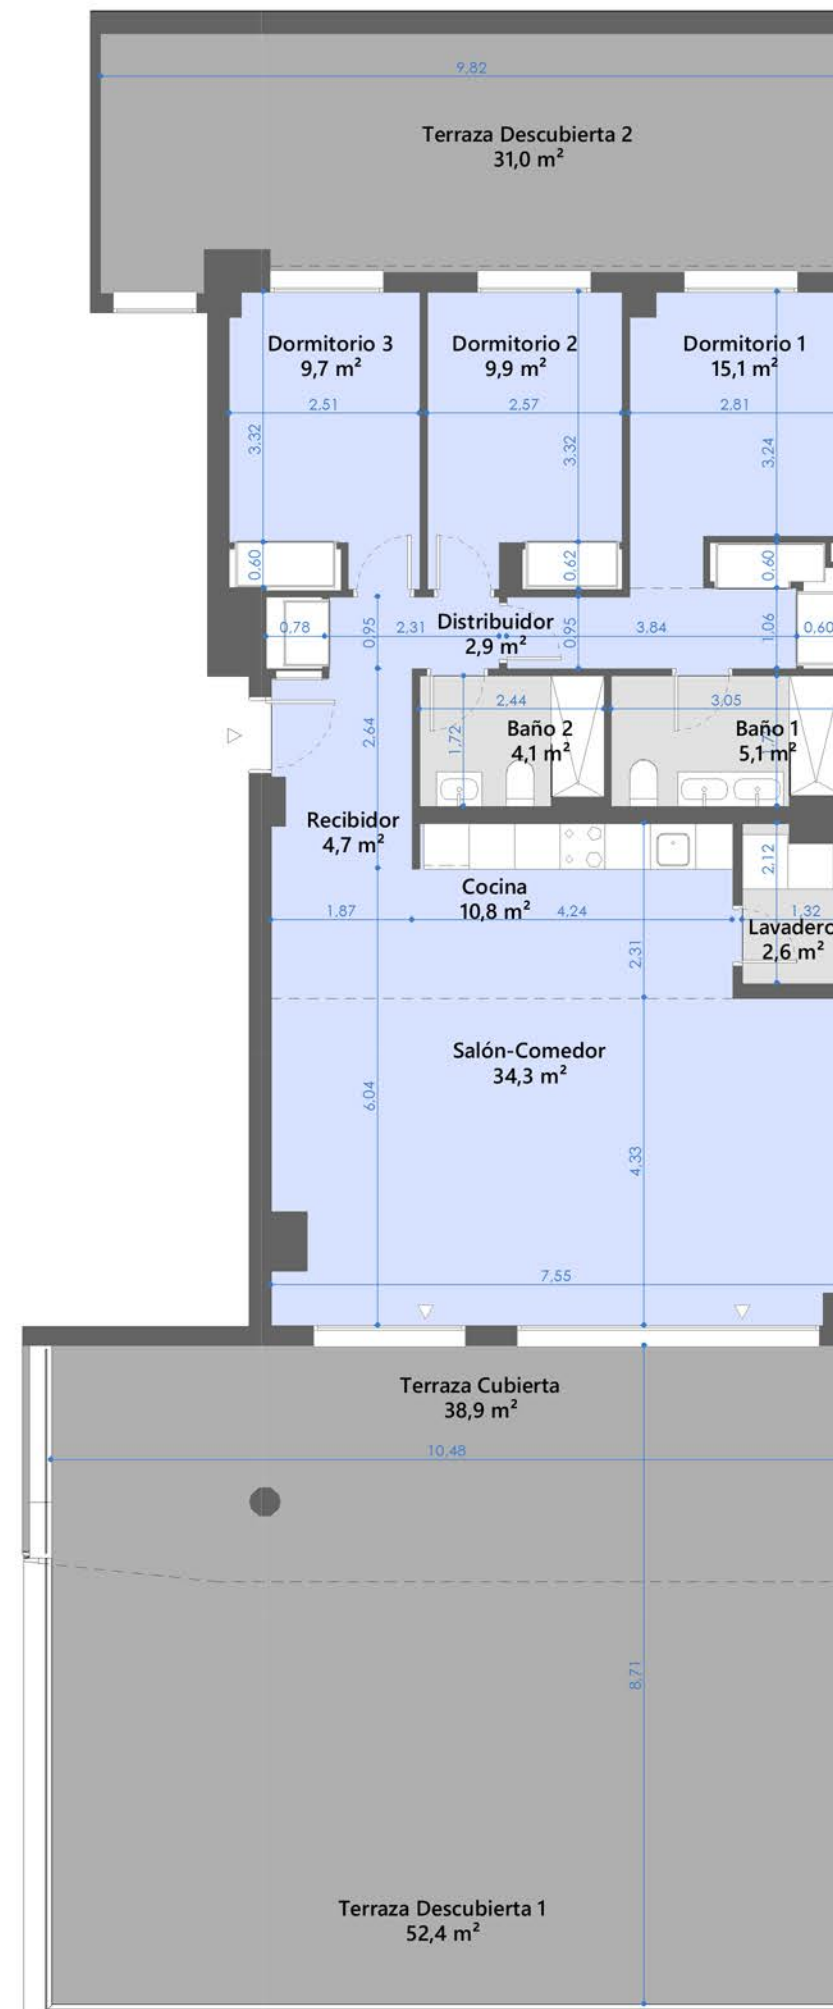 9,82
Terraza Descubierta 2
31,0 m²
Dormitorio 3
9,7 m²
Dormitorio 2
9,9 m²
Dormitorio 1
15,1 m²
2,51
2,57
2,81
3,32
3,32
3,24
0,60
0,62
0,60
0,78
0,95
2,31
Distribuidor
2,9 m²
0,95
3,84
1,06
0,60
2,44
3,05
2,64
1,72
Baño 2
4,1 m²
Baño 1
5,1 m²
Recibidor
4,7 m²
2,12
Cocina
10,8 m²
1,87
4,24
1,32
2,31
Lavadero
2,6 m²
Salón-Comedor
34,3 m²
6,04
4,33
7,55
Terraza Cubierta
38,9 m²
10,48
8,71
Terraza Descubierta 1
52,4 m²